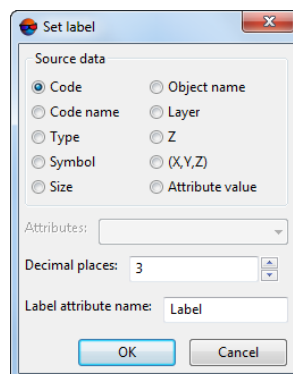 Set label
Source data
Code Object name
Code name Layer
Type Z
Symbol (X,Y,Z)
Size Attribute value
Attributes:
Decimal places: 3
Label attribute name: Label
OK Cancel